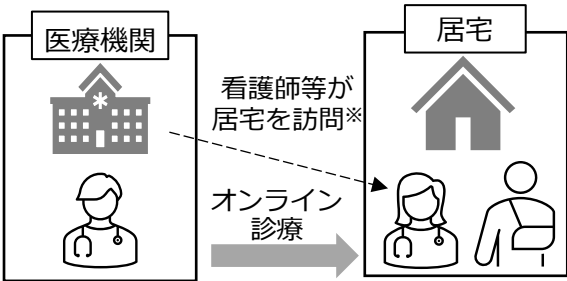 医療機関
居宅
看護師等が
居宅を訪問※
オンライン
診療